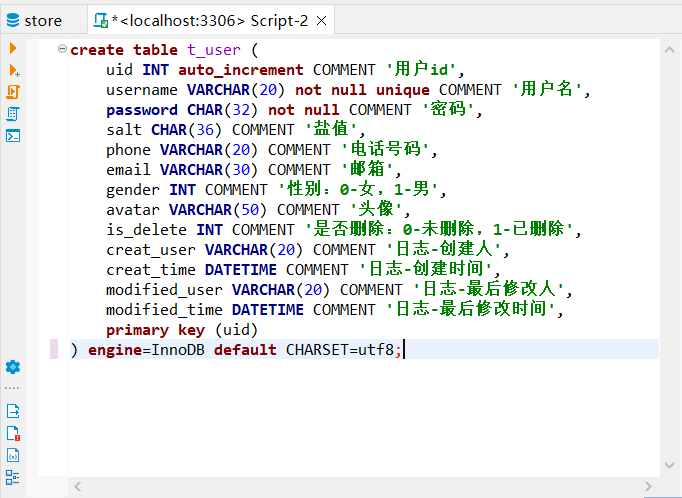 store
*<localhost:3306> Script-2
create table t_user (
uid INT auto_increment COMMENT '用户id',
username VARCHAR(20) not null unique COMMENT '用户名',
password CHAR(32) not null COMMENT '密码',
salt CHAR(36) COMMENT '盐值',
phone VARCHAR(20) COMMENT '电话号码',
email VARCHAR(30) COMMENT '邮箱',
gender INT COMMENT '性别：0-女，1-男',
avatar VARCHAR(50) COMMENT '头像',
is_delete INT COMMENT '是否删除：0-未删除，1-已删除',
creat_user VARCHAR(20) COMMENT '日志-创建人',
creat_time DATETIME COMMENT '日志-创建时间',
modified_user VARCHAR(20) COMMENT '日志-最后修改人',
modified_time DATETIME COMMENT '日志-最后修改时间',
primary key (uid)
) engine=InnoDB default CHARSET=utf8;